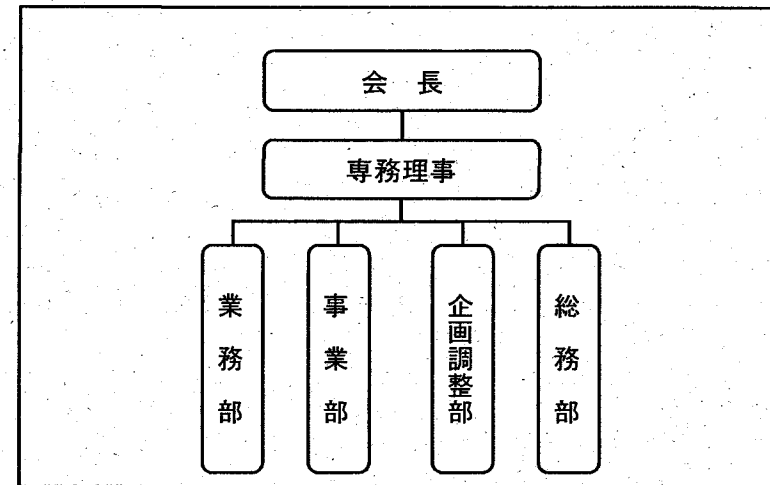 会長
専務理事
業務部
事業部
企画調整部
総務部